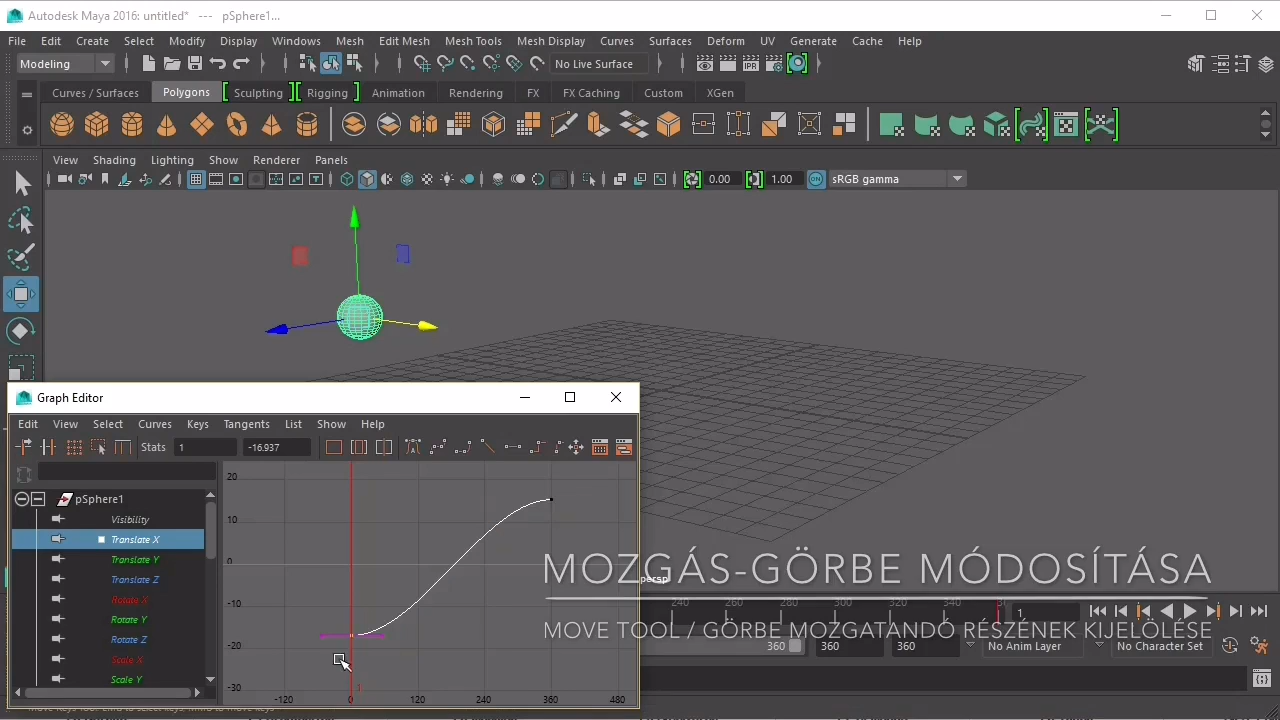 Autodesk Maya 2016: untitled* --- pSphere1...
File Edit Create Select Modify Display Windows Mesh Edit Mesh Mesh Tools Mesh Display Curves Surfaces Deform UV Generate Cache Help
Modeling No Live Surface IPR
Curves / Surfaces Polygons Sculpting Rigging Animation Rendering FX FX Caching Custom XGen
View Shading Lighting Show Renderer Panels
0.00 1.00 ON sRGB gamma
Graph Editor
Edit View Select Curves Keys Tangents List Show Help
Stats 1 -16.937
pSphere1
Visibility
Translate X
Translate Y
Translate Z
Rotate X
Rotate Y
Rotate Z
Scale X
Scale Y
20
10
0
-10
-20
-30
-120 0 120 240 360 480
1
persp
MOZGÁS-GÖRBE MÓDOSÍTÁSA
240 260 280 300 320 340 1
MOVE TOOL / GÖRBE MOZGATANDÓ RÉSZÉNEK KIJELÖLÉSE
360 360 360 No Anim Layer No Character Set